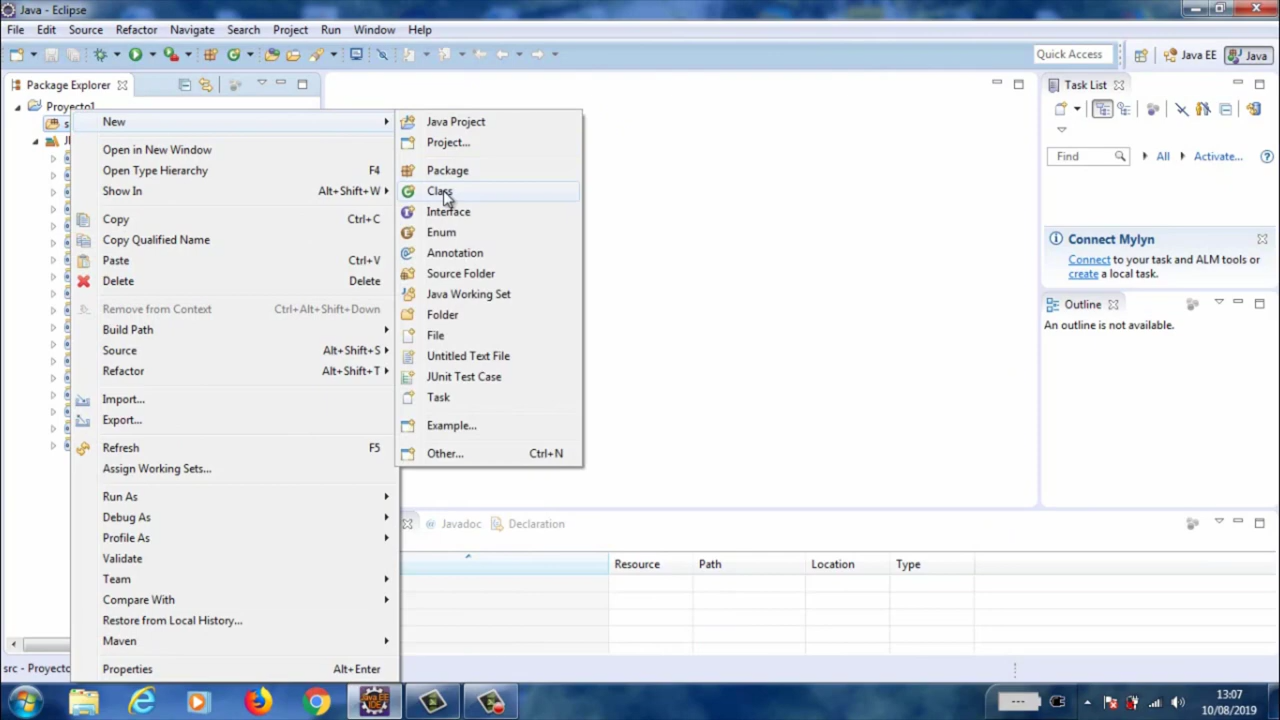 Java - Eclipse
File Edit Source Refactor Navigate Search Project Run Window Help
Quick Access Java EE Java
Package Explorer
Proyecto1
New
Open in New Window
Open Type Hierarchy F4
Show In Alt+Shift+W
Copy Ctrl+C
Copy Qualified Name
Paste Ctrl+V
Delete Delete
Remove from Context Ctrl+Alt+Shift+Down
Build Path
Source Alt+Shift+S
Refactor Alt+Shift+T
Import...
Export...
Refresh F5
Assign Working Sets...
Run As
Debug As
Profile As
Validate
Team
Compare With
Restore from Local History...
Maven
Properties Alt+Enter
Java Project
Project...
Package
Class
Interface
Enum
Annotation
Source Folder
Java Working Set
Folder
File
Untitled Text File
JUnit Test Case
Task
Example...
Other... Ctrl+N
Task List
Find All Activate...
Connect Mylyn
Connect to your task and ALM tools or
create a local task.
Outline
An outline is not available.
Javadoc Declaration
Resource Path Location Type
src - Proyecto
Java EE
IDE
13:07
10/08/2019